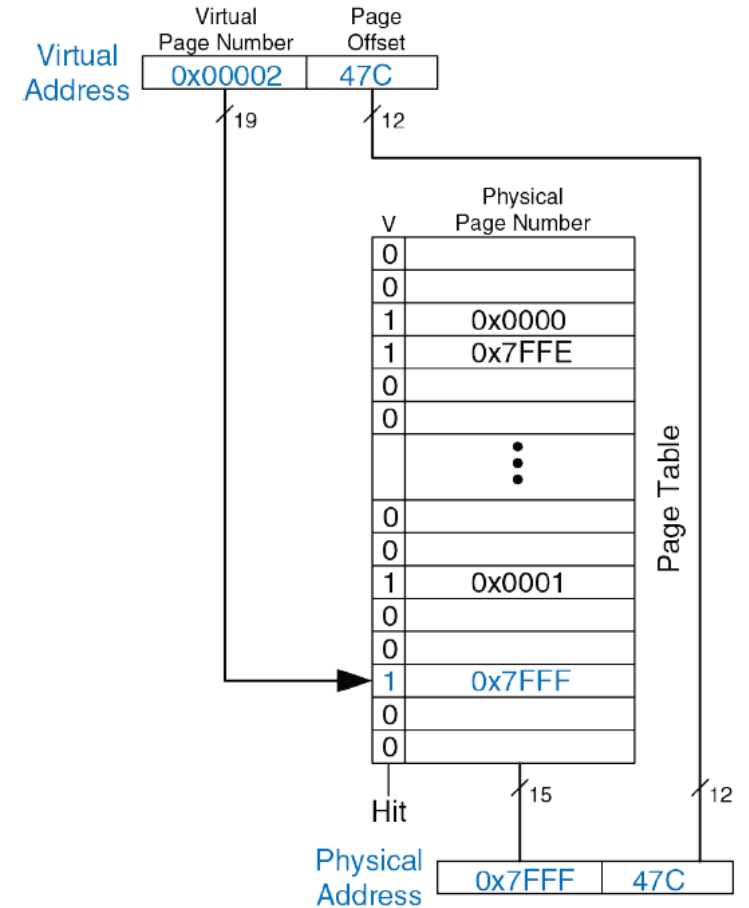 Virtual Page Number
Page Offset
Virtual Address
0x00002 47C
19 12
V
Physical Page Number
0
0
1 0x0000
1 0x7FFE
0
0
0
0
1 0x0001
0
0
1 0x7FFF
0
0
Page Table
Hit
15 12
Physical Address
0x7FFF 47C